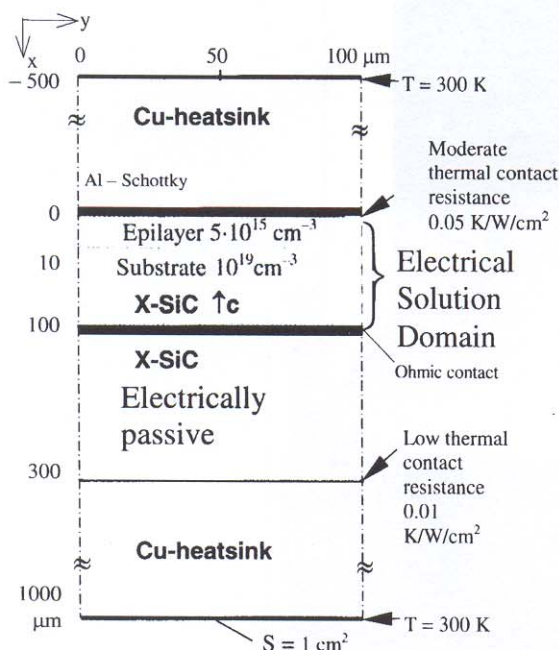 y
x
0 50 100 μm
– 500
T = 300 K
Cu-heatsink
Moderate
thermal contact
resistance
0.05 K/W/cm²
Al – Schottky
0
Epilayer 5·10¹⁵ cm⁻³
10
Substrate 10¹⁹cm⁻³
Electrical
Solution
Domain
X-SiC ↑c
100
Ohmic contact
X-SiC
Electrically
passive
Low thermal
contact
resistance
0.01
K/W/cm²
300
Cu-heatsink
1000
μm
T = 300 K
S = 1 cm²